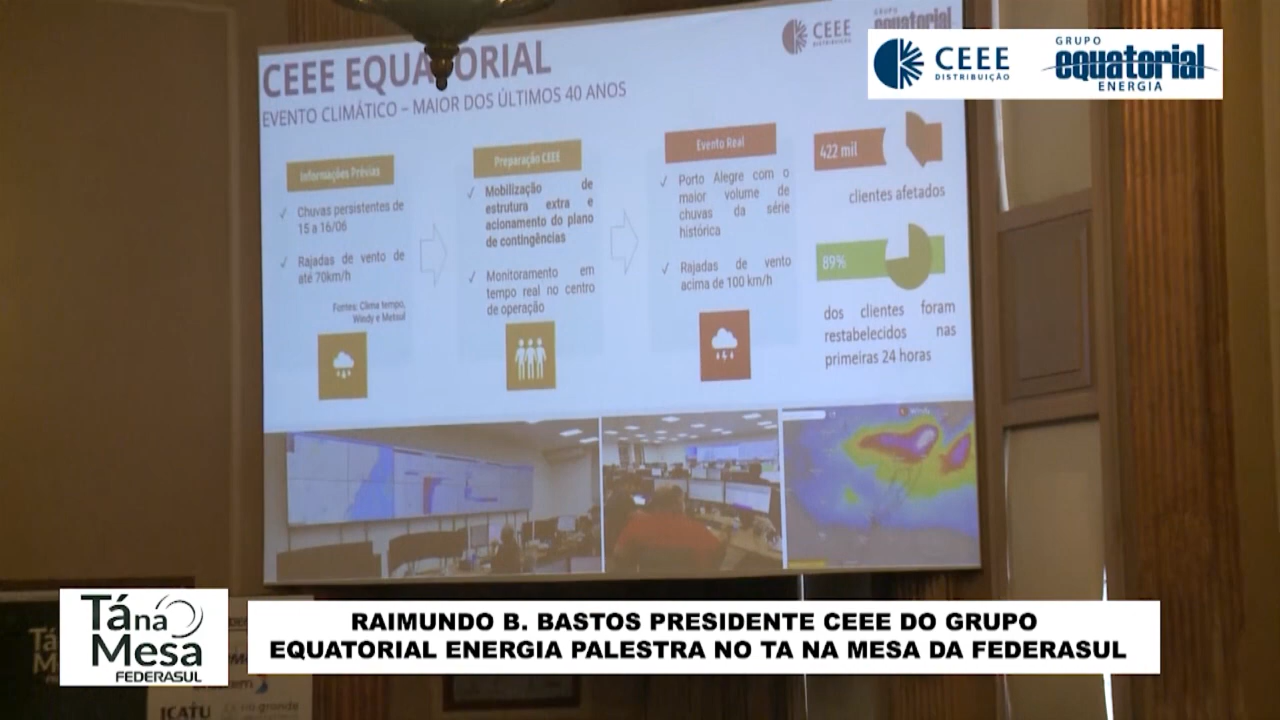 CEEE EQUATORIAL
EVENTO CLIMÁTICO – MAIOR DOS ÚLTIMOS 40 ANOS
CEEE
DISTRIBUIÇÃO
GRUPO
equatorial
CEEE
DISTRIBUIÇÃO
GRUPO
equatorial
ENERGIA
Informações Prévias
✓ Chuvas persistentes de
15 a 16/06
✓ Rajadas de vento de
até 70km/h
Fontes: Clima tempo,
Windy e Metsul
Preparação CEEE
✓ Mobilização de
estrutura extra e
acionamento do plano
de contingências
✓ Monitoramento em
tempo real no centro
de operação
Evento Real
✓ Porto Alegre com o
maior volume de
chuvas da série
histórica
✓ Rajadas de vento
acima de 100 km/h
422 mil
clientes afetados
89%
dos clientes foram
restabelecidos nas
primeiras 24 horas
Tá na
Mesa
FEDERASUL
RAIMUNDO B. BASTOS PRESIDENTE CEEE DO GRUPO
EQUATORIAL ENERGIA PALESTRA NO TA NA MESA DA FEDERASUL
ICATU